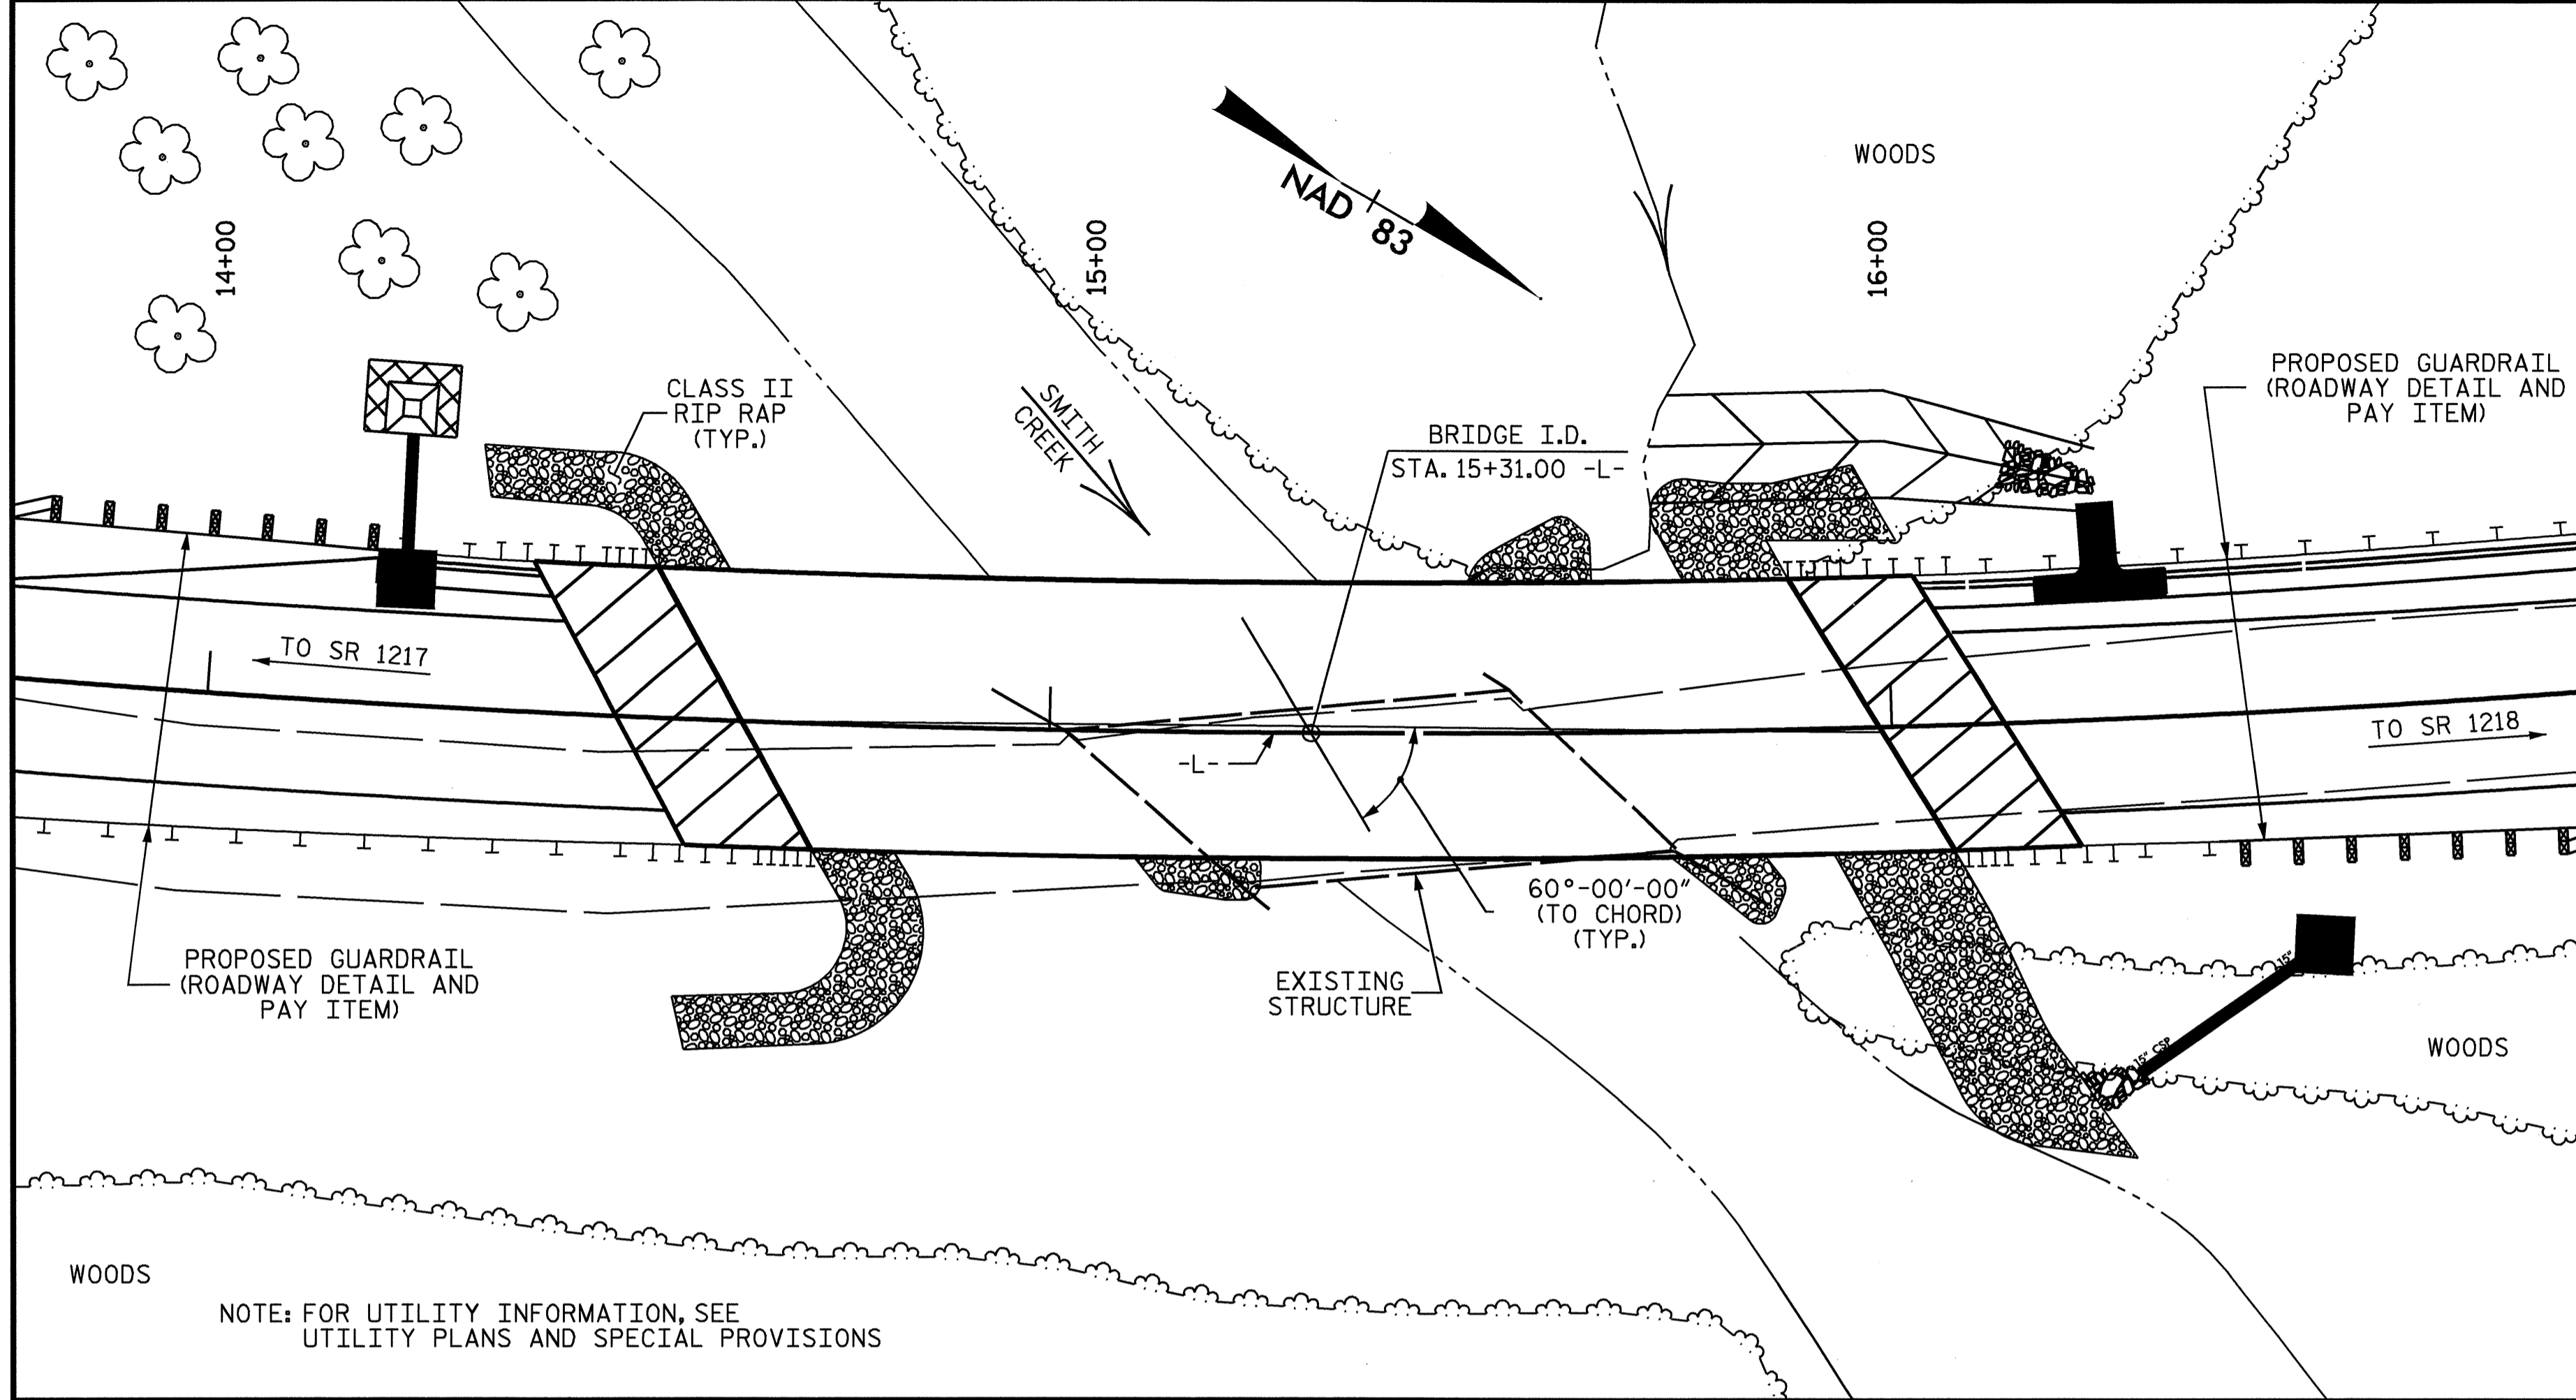 WOODS
NAD 83
14+00
15+00
16+00
PROPOSED GUARDRAIL
(ROADWAY DETAIL AND
PAY ITEM)
CLASS II
RIP RAP
(TYP.)
SMITH
CREEK
BRIDGE I.D.
STA. 15+31.00 -L-
TO SR 1217
TO SR 1218
-L-
60°-00'-00"
(TO CHORD)
(TYP.)
PROPOSED GUARDRAIL
(ROADWAY DETAIL AND
PAY ITEM)
EXISTING
STRUCTURE
15"
15" CSP
WOODS
WOODS
NOTE: FOR UTILITY INFORMATION, SEE
UTILITY PLANS AND SPECIAL PROVISIONS